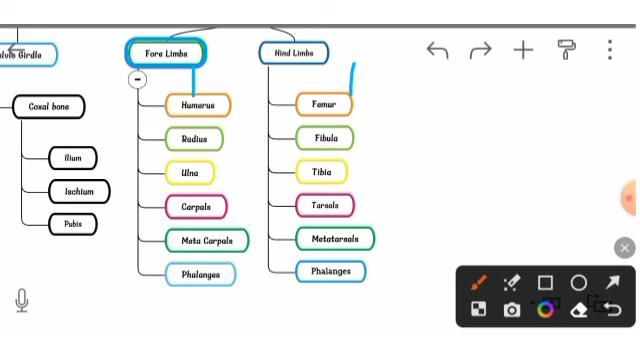 lvic Girdle
Coxal bone
Ilium
Ischium
Pubis
Fore Limbs
Humerus
Radius
Ulna
Carpals
Meta Carpals
Phalanges
Hind Limbs
Femur
Fibula
Tibia
Tarsals
Metatarsals
Phalanges